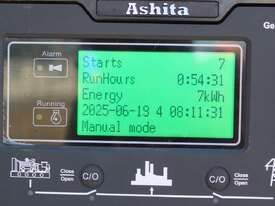 Ashita
Ge
Alarm
Starts 7
RunHours 0:54:31
Energy 7kWh
2025-06-19 4 08:11:31
Manual mode
Running
Close
Open
C/O
C/O
Close
Open